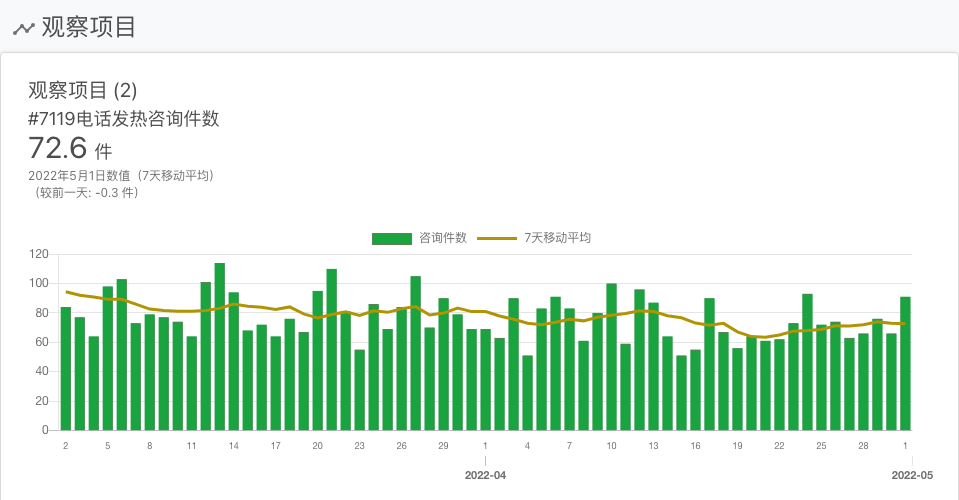 观察项目
观察项目 (2)
#7119电话发热咨询件数
72.6 件
2022年5月1日数值（7天移动平均）
（较前一天: -0.3 件）
咨询件数 7天移动平均
120
100
80
60
40
20
0
2 5 8 11 14 17 20 23 26 29 1 4 7 10 13 16 19 22 25 28 1
2022-04 2022-05